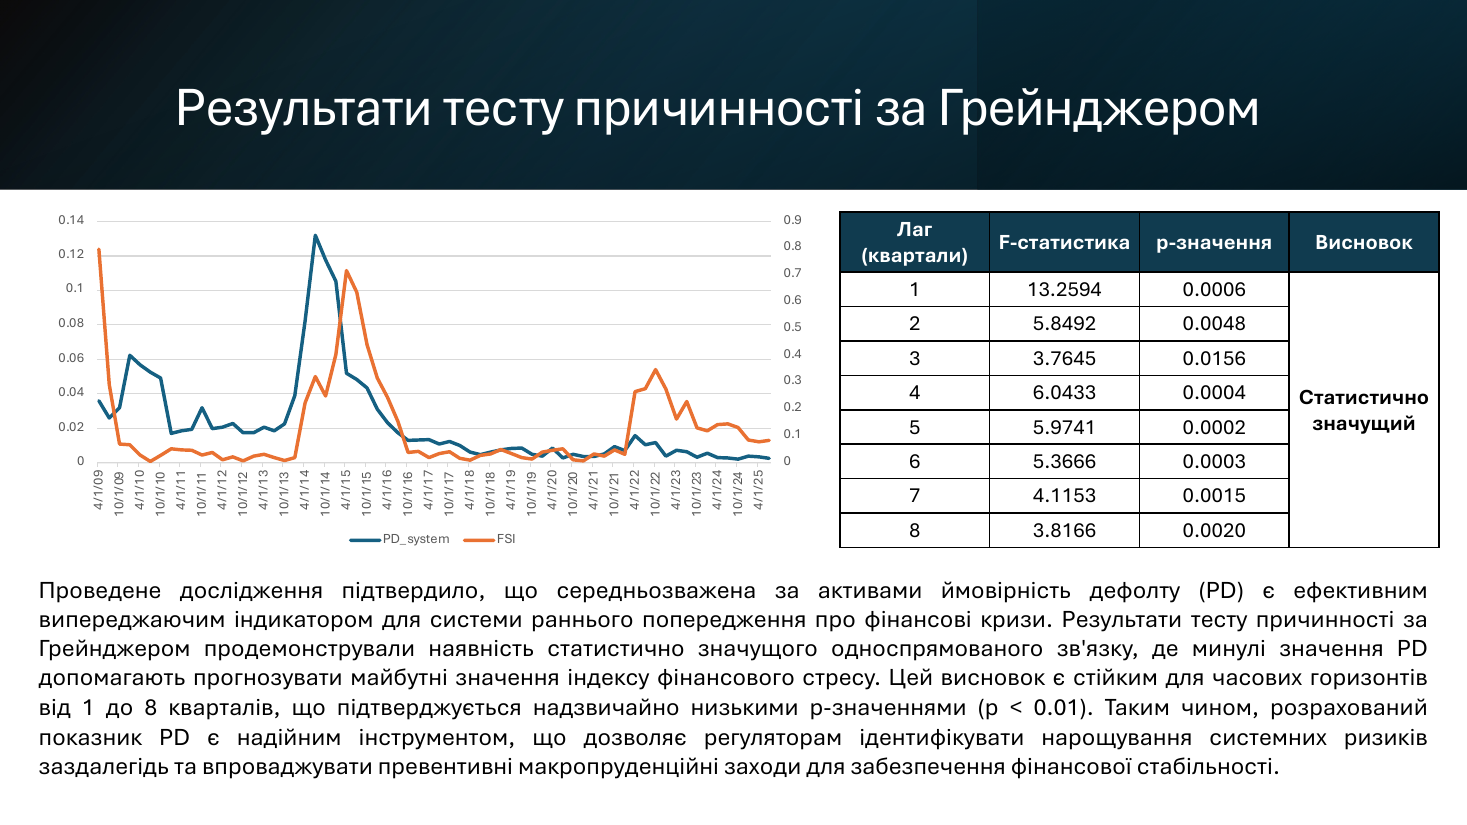 Результати тесту причинності за Грейнджером
0.14
0.12
0.1
0.08
0.06
0.04
0.02
0
0.9
0.8
0.7
0.6
0.5
0.4
0.3
0.2
0.1
0
4/1/09
10/1/09
4/1/10
10/1/10
4/1/11
10/1/11
4/1/12
10/1/12
4/1/13
10/1/13
4/1/14
10/1/14
4/1/15
10/1/15
4/1/16
10/1/16
4/1/17
10/1/17
4/1/18
10/1/18
4/1/19
10/1/19
4/1/20
10/1/20
4/1/21
10/1/21
4/1/22
10/1/22
4/1/23
10/1/23
4/1/24
10/1/24
4/1/25
PD_system FSI
Лаг
(квартали) F-статистика p-значення Висновок
1 13.2594 0.0006
2 5.8492 0.0048
3 3.7645 0.0156
4 6.0433 0.0004
5 5.9741 0.0002
6 5.3666 0.0003
7 4.1153 0.0015
8 3.8166 0.0020
Статистично
значущий
Проведене дослідження підтвердило, що середньозважена за активами ймовірність дефолту (PD) є ефективним
випереджаючим індикатором для системи раннього попередження про фінансові кризи. Результати тесту причинності за
Грейнджером продемонстрували наявність статистично значущого односпрямованого зв'язку, де минулі значення PD
допомагають прогнозувати майбутні значення індексу фінансового стресу. Цей висновок є стійким для часових горизонтів
від 1 до 8 кварталів, що підтверджується надзвичайно низькими p-значеннями (p < 0.01). Таким чином, розрахований
показник PD є надійним інструментом, що дозволяє регуляторам ідентифікувати нарощування системних ризиків
заздалегідь та впроваджувати превентивні макропруденційні заходи для забезпечення фінансової стабільності.